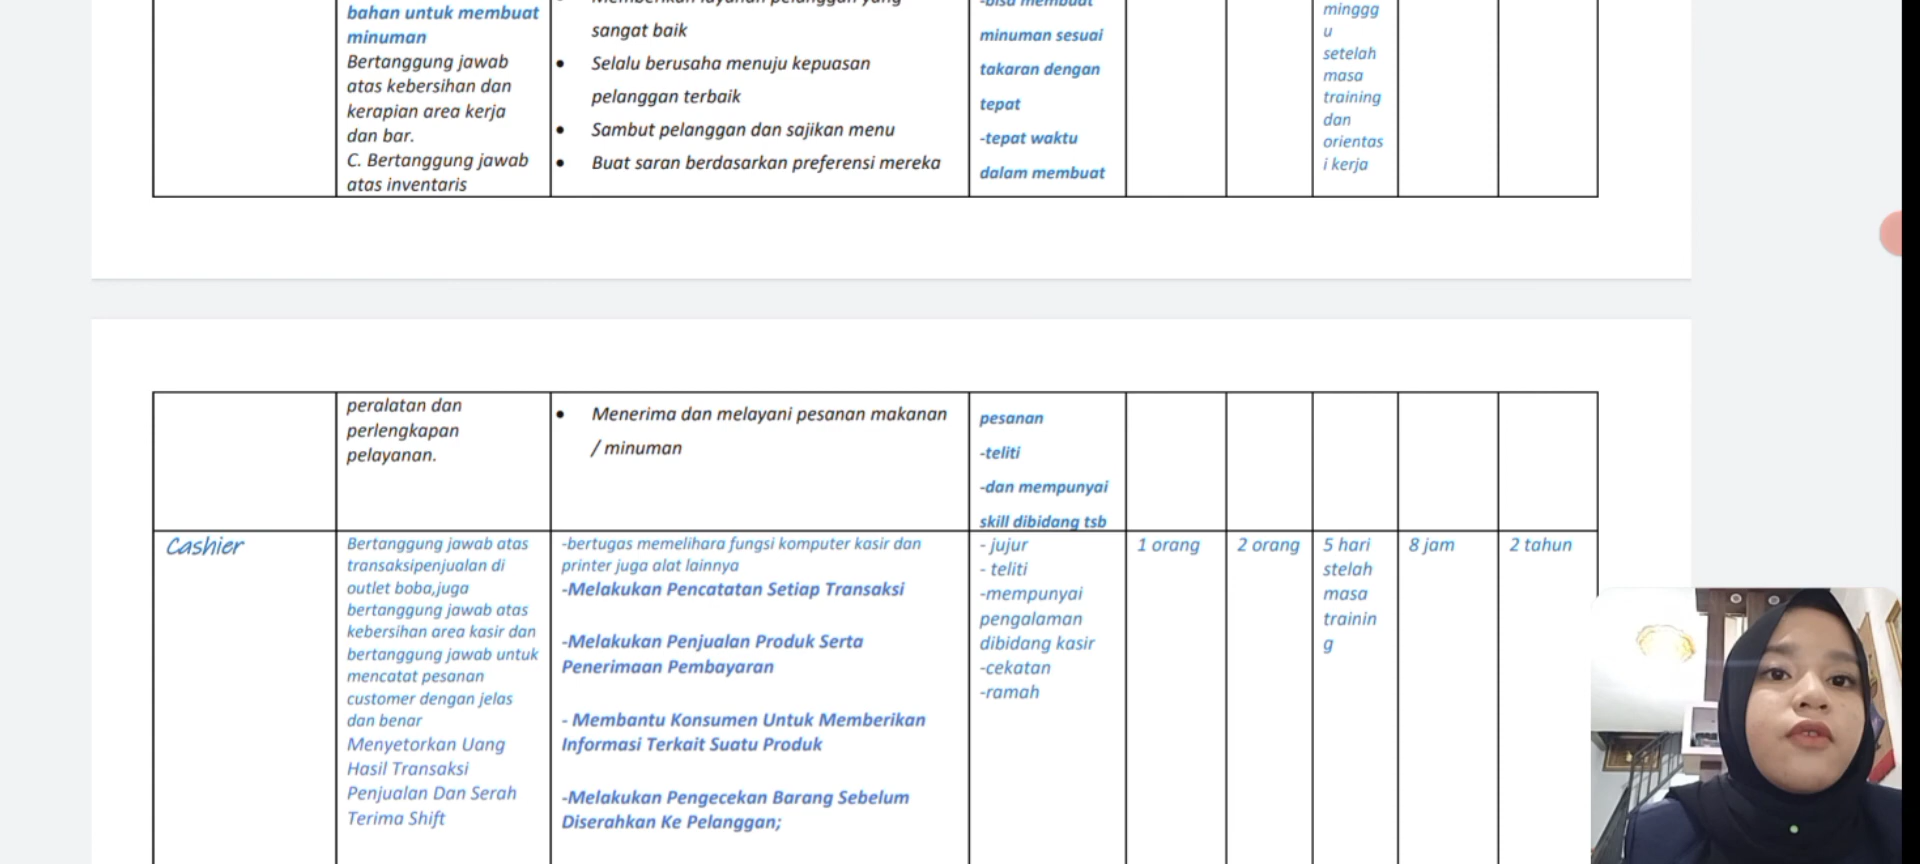 bahan untuk membuat
minuman
Bertanggung jawab
atas kebersihan dan
kerapian area kerja
dan bar.
C. Bertanggung jawab
atas inventaris
Memberikan layanan pelanggan yang
sangat baik
• Selalu berusaha menuju kepuasan
pelanggan terbaik
• Sambut pelanggan dan sajikan menu
• Buat saran berdasarkan preferensi mereka
-bisa membuat
minuman sesuai
takaran dengan
tepat
-tepat waktu
dalam membuat
minggg
u
setelah
masa
training
dan
orientas
i kerja
peralatan dan
perlengkapan
pelayanan.
• Menerima dan melayani pesanan makanan
/ minuman
pesanan
-teliti
-dan mempunyai
skill dibidang tsb
Cashier
Bertanggung jawab atas
transaksipenjualan di
outlet boba,juga
bertanggung jawab atas
kebersihan area kasir dan
bertanggung jawab untuk
mencatat pesanan
customer dengan jelas
dan benar
Menyetorkan Uang
Hasil Transaksi
Penjualan Dan Serah
Terima Shift
-bertugas memelihara fungsi komputer kasir dan
printer juga alat lainnya
-Melakukan Pencatatan Setiap Transaksi
-Melakukan Penjualan Produk Serta
Penerimaan Pembayaran
- Membantu Konsumen Untuk Memberikan
Informasi Terkait Suatu Produk
-Melakukan Pengecekan Barang Sebelum
Diserahkan Ke Pelanggan;
- jujur
- teliti
-mempunyai
pengalaman
dibidang kasir
-cekatan
-ramah
1 orang
2 orang
5 hari
stelah
masa
trainin
g
8 jam
2 tahun